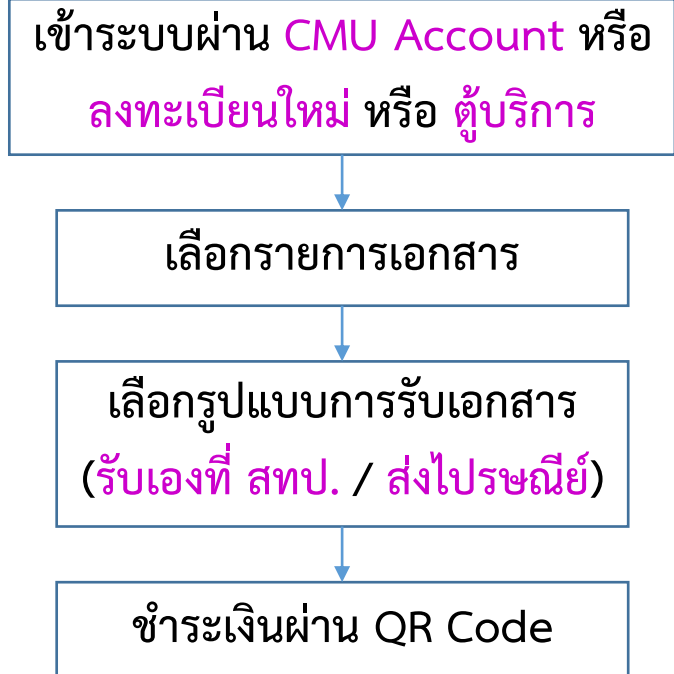 เข้าระบบผ่าน CMU Account หรือ
ลงทะเบียนใหม่ หรือ ตู้บริการ
เลือกรายการเอกสาร
เลือกรูปแบบการรับเอกสาร
(รับเองที่ สทป. / ส่งไปรษณีย์)
ชำระเงินผ่าน QR Code